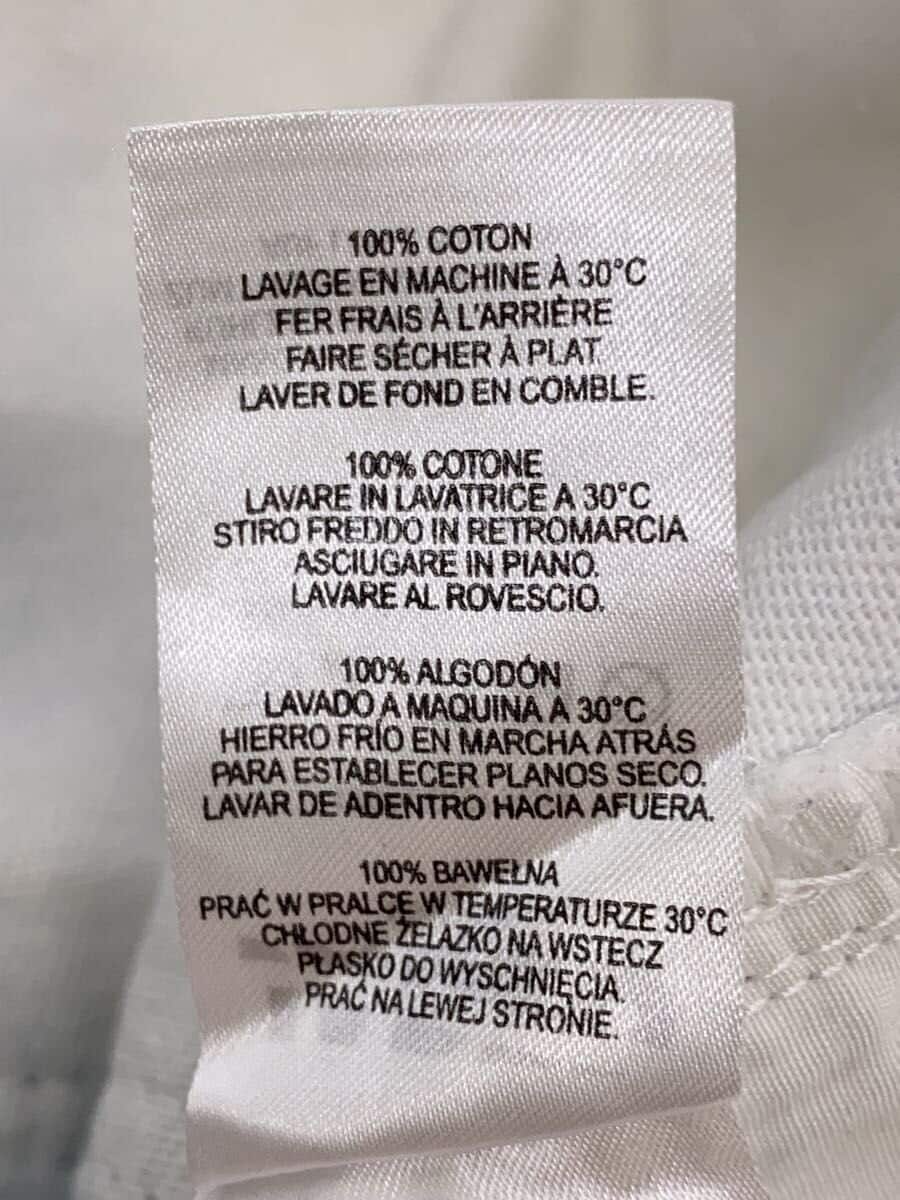 100% COTON
LAVAGE EN MACHINE À 30°C
FER FRAIS À L'ARRIÈRE
FAIRE SÉCHER À PLAT
LAVER DE FOND EN COMBLE.
100% COTONE
LAVARE IN LAVATRICE A 30°C
STIRO FREDDO IN RETROMARCIA
ASCIUGARE IN PIANO.
LAVARE AL ROVESCIO.
100% ALGODÓN
LAVADO A MAQUINA A 30°C
HIERRO FRÍO EN MARCHA ATRÁS
PARA ESTABLECER PLANOS SECO.
LAVAR DE ADENTRO HACIA AFUERA.
100% BAWEŁNA
PRAĆ W PRALCE W TEMPERATURZE 30°C
CHŁODNE ŻELAZKO NA WSTECZ
PŁASKO DO WYSCHNIĘCIA.
PRAĆ NA LEWEJ STRONIE.